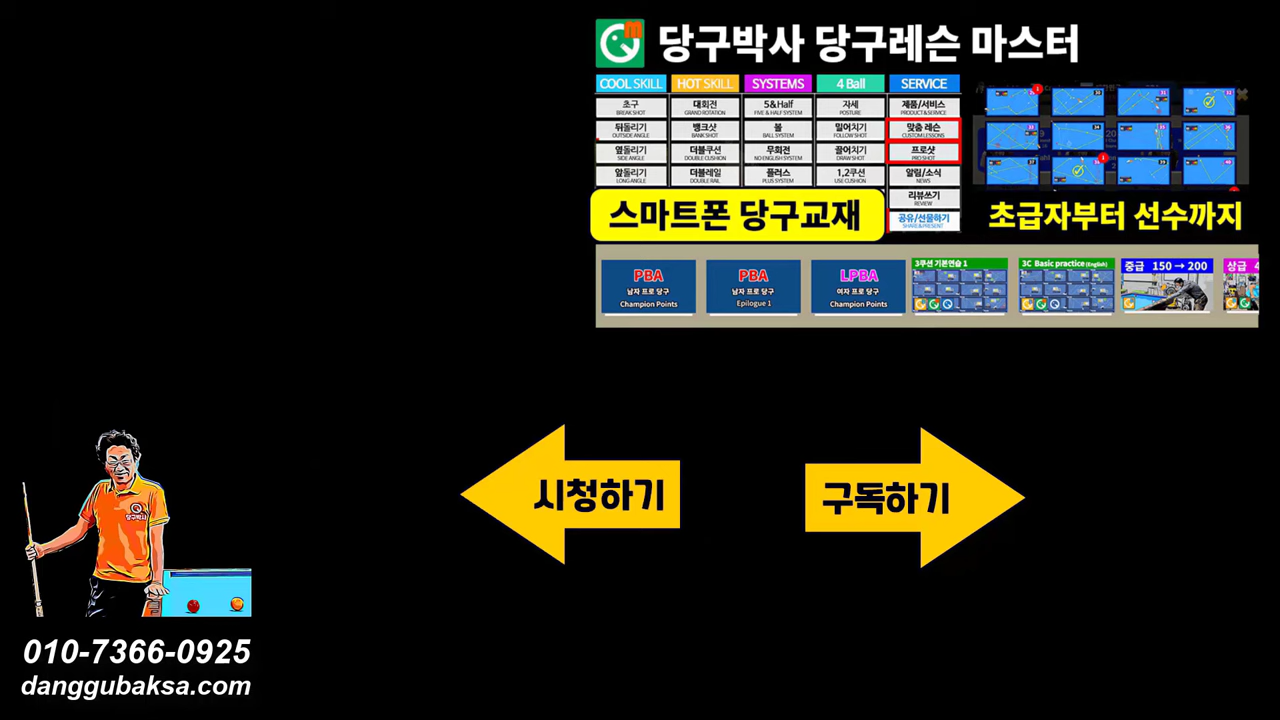 당구박사 당구레슨 마스터
COOL SKILL HOT SKILL SYSTEMS 4 Ball SERVICE
초구 대회전 5&Half 자세 제품/서비스
BREAK SHOT GRAND ROTATION FIVE & HALF SYSTEM POSTURE PRODUCT & SERVICE
뒤돌리기 뱅크샷 볼 밀어치기 맞춤 레슨
OUTSIDE ANGLE BANK SHOT BALL SYSTEM FOLLOW SHOT CUSTOM LESSONS
옆돌리기 더블쿠션 무회전 끌어치기 프로샷
SIDE ANGLE DOUBLE CUSHION NO ENGLISH SYSTEM DRAW SHOT PRO SHOT
앞돌리기 더블레일 플러스 1,2쿠션 알림/소식
LONG ANGLE DOUBLE RAIL PLUS SYSTEM USE CUSHION NEWS
리뷰쓰기
REVIEW
공유/선물하기
SHARE & PRESENT
스마트폰 당구교재
초급자부터 선수까지
PBA
남자 프로 당구
Champion Points
PBA
남자 프로 당구
Epilogue 1
LPBA
여자 프로 당구
Champion Points
3쿠션 기본연습 1
3C Basic practice (English)
중급 150 → 200
상급 4
시청하기
구독하기
당구박사
010-7366-0925
danggubaksa.com